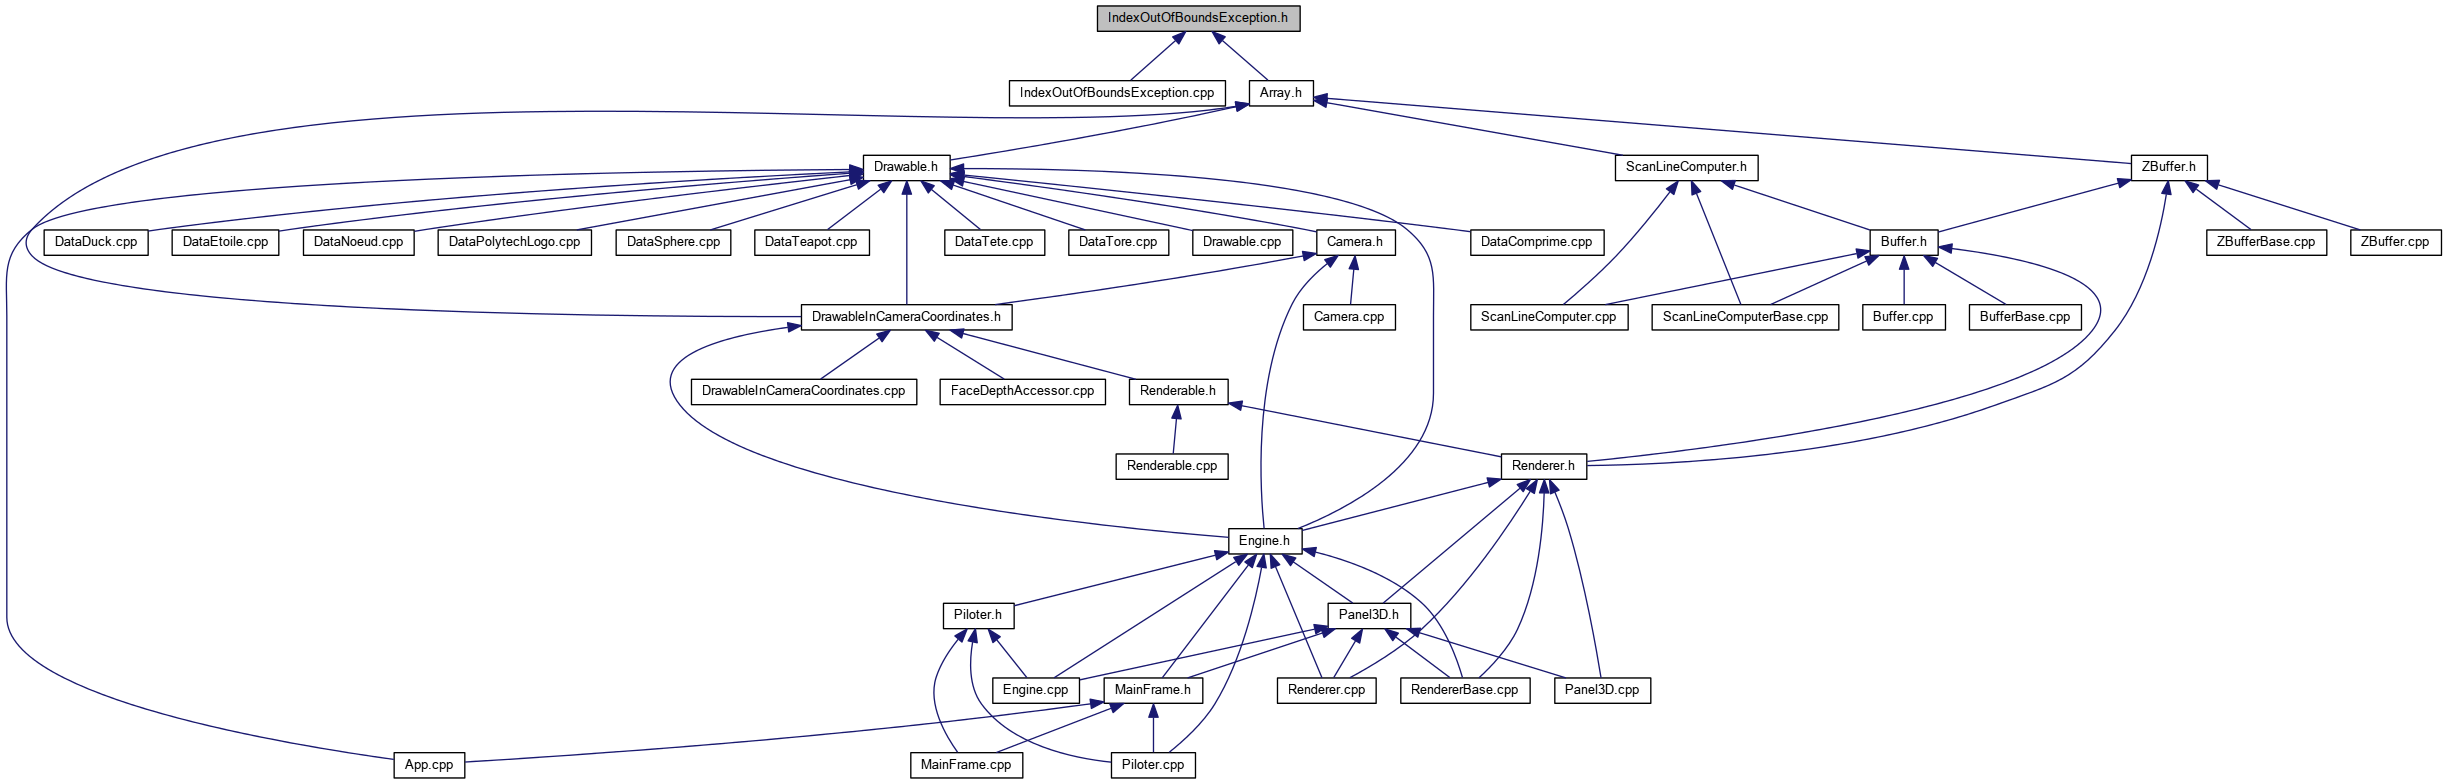 IndexOutOfBoundsException.h
IndexOutOfBoundsException.cpp
Array.h
Drawable.h
ScanLineComputer.h
ZBuffer.h
DataDuck.cpp
DataEtoile.cpp
DataNoeud.cpp
DataPolytechLogo.cpp
DataSphere.cpp
DataTeapot.cpp
DataTete.cpp
DataTore.cpp
Drawable.cpp
Camera.h
DataComprime.cpp
Buffer.h
ZBufferBase.cpp
ZBuffer.cpp
DrawableInCameraCoordinates.h
Camera.cpp
ScanLineComputer.cpp
ScanLineComputerBase.cpp
Buffer.cpp
BufferBase.cpp
DrawableInCameraCoordinates.cpp
FaceDepthAccessor.cpp
Renderable.h
Renderable.cpp
Renderer.h
Engine.h
Piloter.h
Panel3D.h
Engine.cpp
MainFrame.h
Renderer.cpp
RendererBase.cpp
Panel3D.cpp
App.cpp
MainFrame.cpp
Piloter.cpp